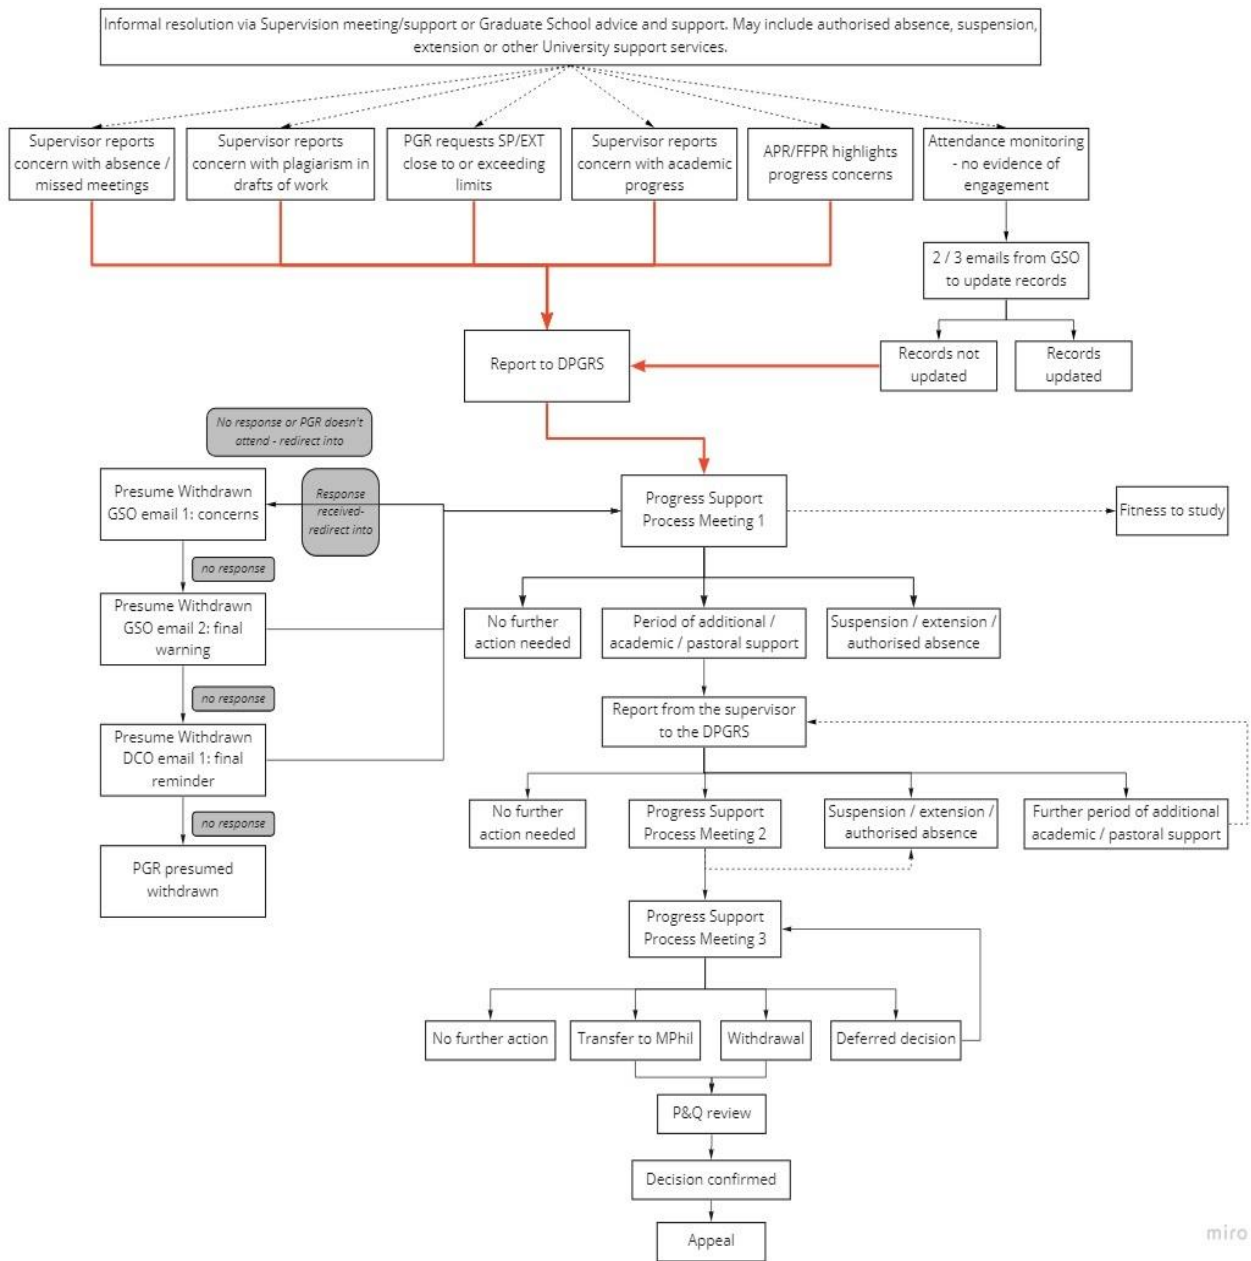 Informal resolution via Supervision meeting/support or Graduate School advice and support. May include authorised absence, suspension,
extension or other University support services.
Supervisor reports
concern with absence /
missed meetings
Supervisor reports
concern with plagiarism in
drafts of work
PGR requests SP/EXT
close to or exceeding
limits
Supervisor reports
concern with academic
progress
APR/FFPR highlights
progress concerns
Attendance monitoring
- no evidence of
engagement
2 / 3 emails from GSO
to update records
Report to DPGRS
Records not
updated
Records
updated
No response or PGR doesn't
attend - redirect into
Presume Withdrawn
GSO email 1: concerns
Response
received-
redirect into
Progress Support
Process Meeting 1
Fitness to study
no response
Presume Withdrawn
GSO email 2: final
warning
No further
action needed
Period of additional /
academic / pastoral support
Suspension / extension /
authorised absence
no response
Report from the supervisor
to the DPGRS
Presume Withdrawn
DCO email 1: final
reminder
No further
action needed
Progress Support
Process Meeting 2
Suspension / extension /
authorised absence
Further period of additional
academic / pastoral support
no response
PGR presumed
withdrawn
Progress Support
Process Meeting 3
No further action
Transfer to MPhil
Withdrawal
Deferred decision
P&Q review
Decision confirmed
Appeal
miro